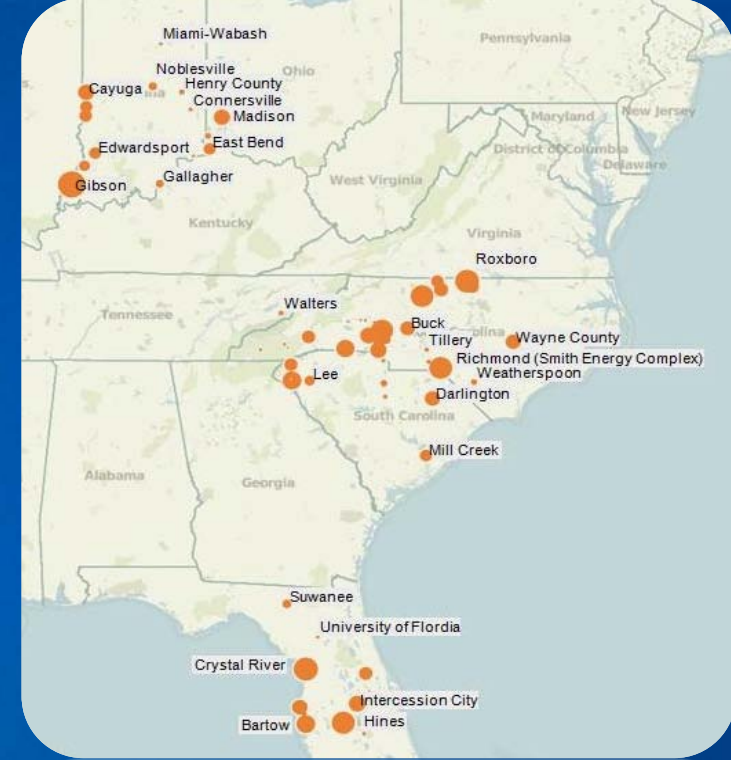 Miami-Wabash
Pennsylvania
Noblesville
Ohio
Cayuga
Henry County
Connersville
Madison
Maryland
New Jersey
Edwardsport
East Bend
District of Columbia
Delaware
Gibson
Gallagher
West Virginia
Kentucky
Virginia
Roxboro
Walters
Tennessee
Buck
Tillery
Wayne County
Richmond (Smith Energy Complex)
Lee
Weatherspoon
Darlington
South Carolina
Mill Creek
Alabama
Georgia
Suwanee
University of Flordia
Crystal River
Intercession City
Bartow
Hines